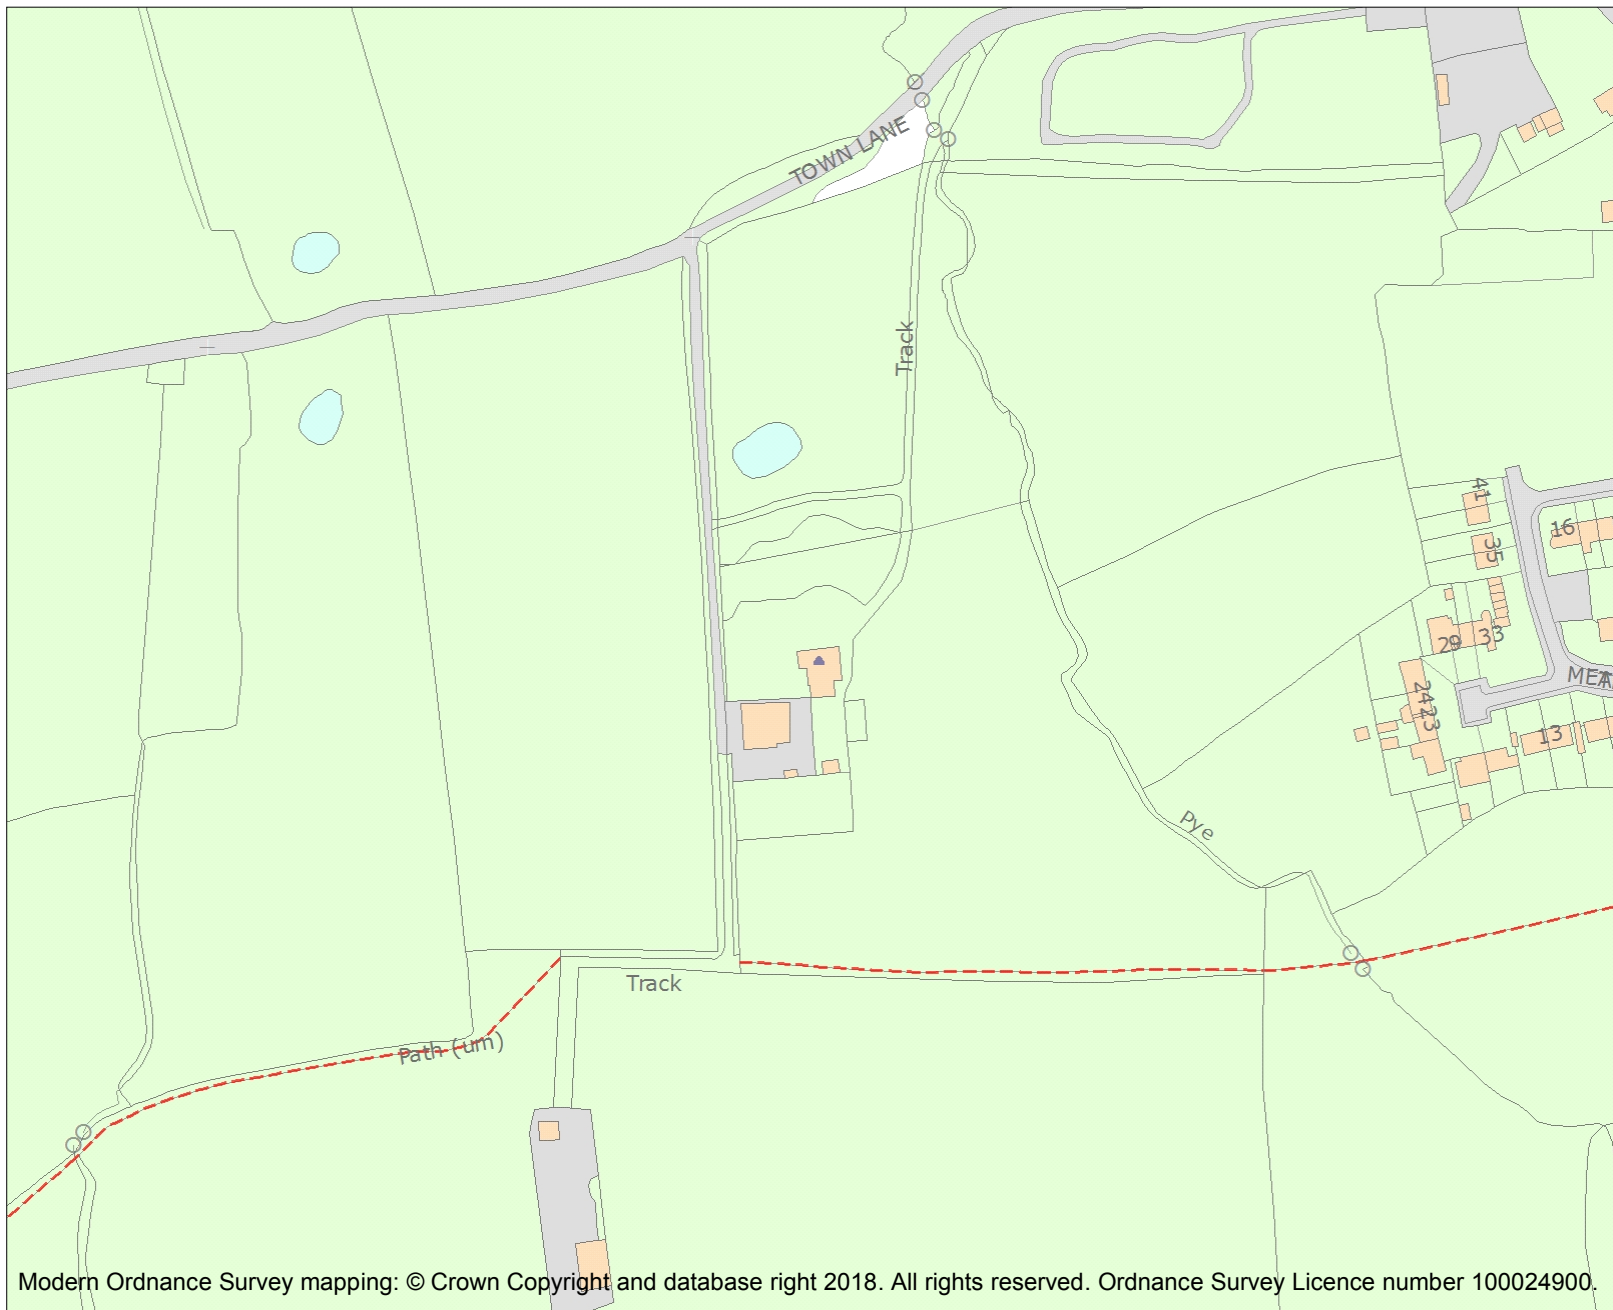 TOWN LANE
Track
41
35
16
29
33
24
23
MEA
13
Pye
Track
Path (um)
Modern Ordnance Survey mapping: © Crown Copyright and database right 2018. All rights reserved. Ordnance Survey Licence number 100024900.